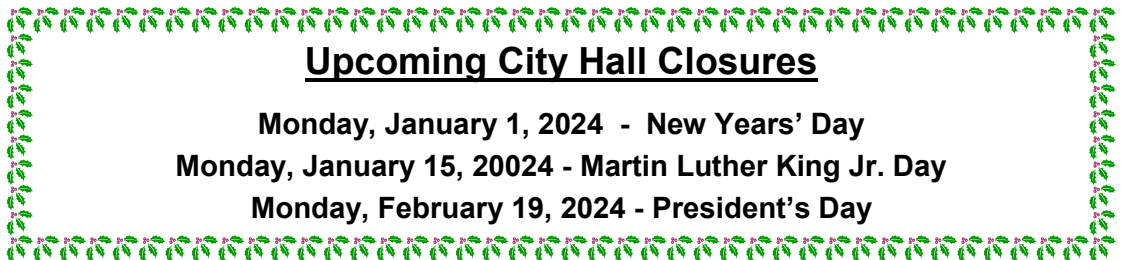 Upcoming City Hall Closures
Monday, January 1, 2024  -  New Years’ Day
Monday, January 15, 20024 - Martin Luther King Jr. Day
Monday, February 19, 2024 - President’s Day